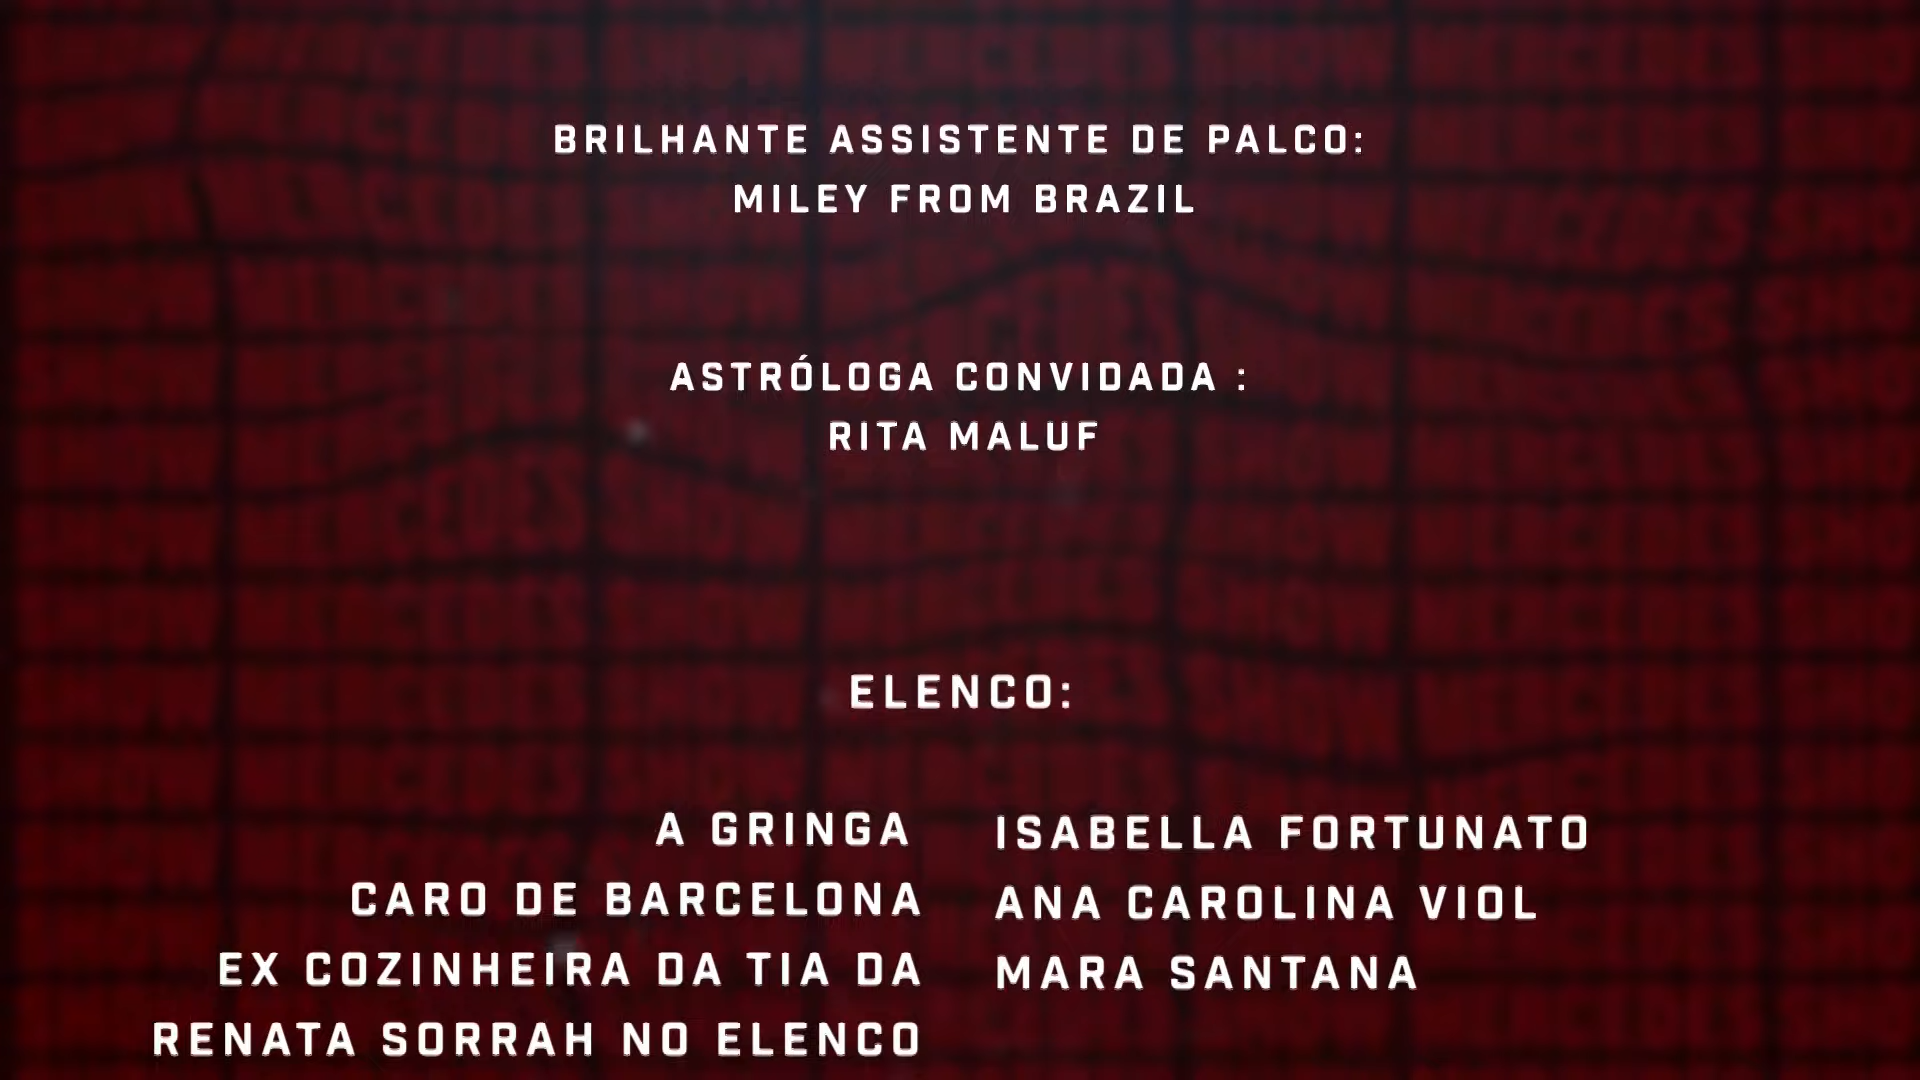 BRILHANTE ASSISTENTE DE PALCO:
MILEY FROM BRAZIL
ASTRÓLOGA CONVIDADA :
RITA MALUF
ELENCO:
A GRINGA ISABELLA FORTUNATO
CARO DE BARCELONA ANA CAROLINA VIOL
EX COZINHEIRA DA TIA DA MARA SANTANA
RENATA SORRAH NO ELENCO